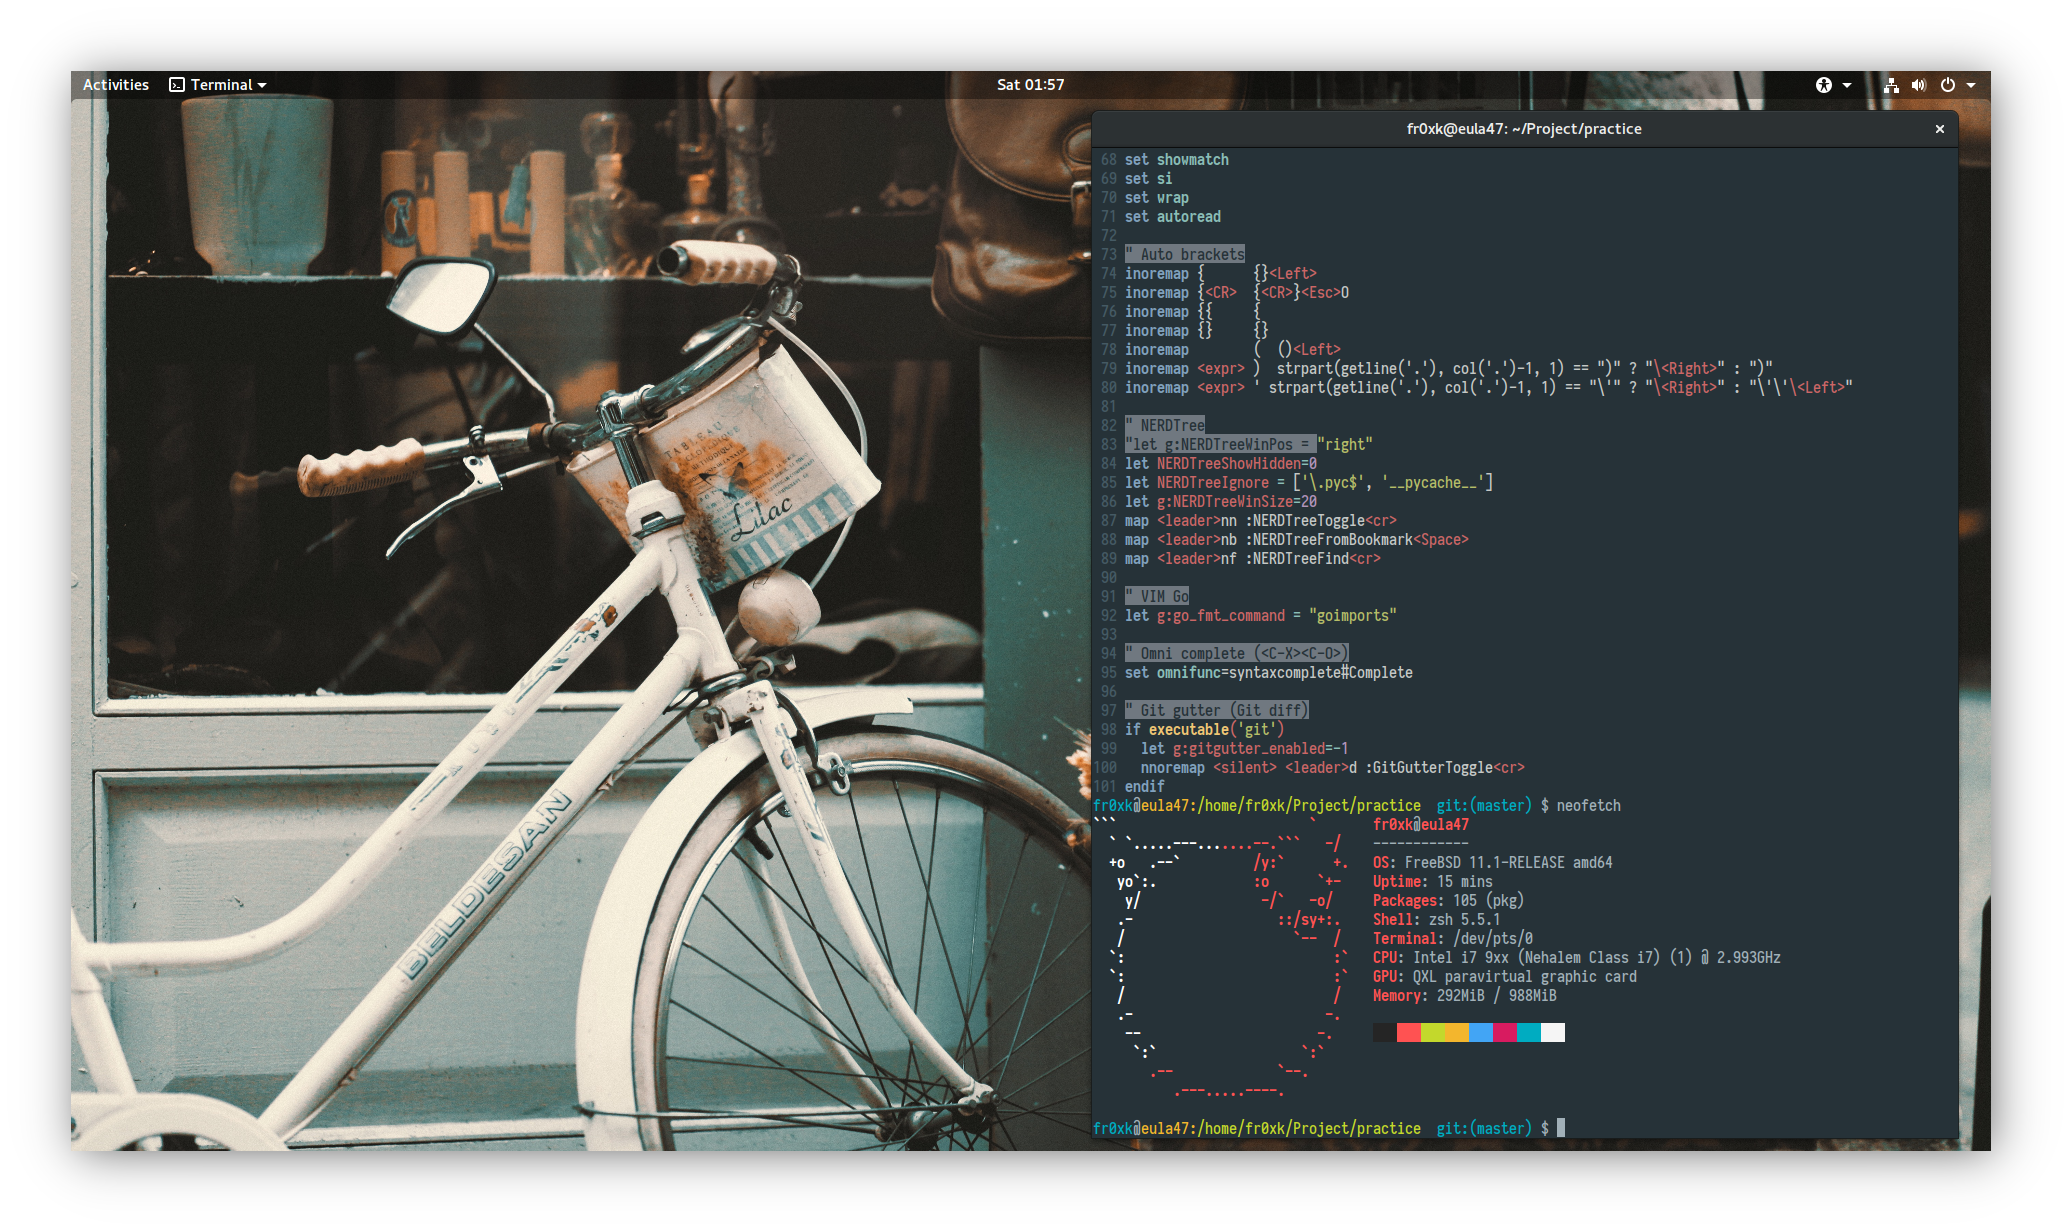 Activities Terminal Sat 01:57
fr0xk@eula47: ~/Project/practice
68 set showmatch
69 set si
70 set wrap
71 set autoread
72
73 " Auto brackets
74 inoremap { {}<Left>
75 inoremap {<CR> {<CR>}<Esc>O
76 inoremap {{ {
77 inoremap {} {}
78 inoremap ( ()<Left>
79 inoremap <expr> ) strpart(getline('.'), col('.')-1, 1) == ")" ? "\<Right>" : ")"
80 inoremap <expr> ' strpart(getline('.'), col('.')-1, 1) == "\'" ? "\<Right>" : "\'\'\<Left>"
81
82 " NERDTree
83 "let g:NERDTreeWinPos = "right"
84 let NERDTreeShowHidden=0
85 let NERDTreeIgnore = ['\.pyc$', '__pycache__']
86 let g:NERDTreeWinSize=20
87 map <leader>nn :NERDTreeToggle<cr>
88 map <leader>nb :NERDTreeFromBookmark<Space>
89 map <leader>nf :NERDTreeFind<cr>
90
91 " VIM Go
92 let g:go_fmt_command = "goimports"
93
94 " Omni complete (<C-X><C-O>)
95 set omnifunc=syntaxcomplete#Complete
96
97 " Git gutter (Git diff)
98 if executable('git')
99 let g:gitgutter_enabled=-1
100 nnoremap <silent> <leader>d :GitGutterToggle<cr>
101 endif
fr0xk@eula47:/home/fr0xk/Project/practice git:(master) $ neofetch
fr0xk@eula47
------------
OS: FreeBSD 11.1-RELEASE amd64
Uptime: 15 mins
Packages: 105 (pkg)
Shell: zsh 5.5.1
Terminal: /dev/pts/0
CPU: Intel i7 9xx (Nehalem Class i7) (1) @ 2.993GHz
GPU: QXL paravirtual graphic card
Memory: 292MiB / 988MiB
fr0xk@eula47:/home/fr0xk/Project/practice git:(master) $
TABLEAU
Lilac
BELDESAN